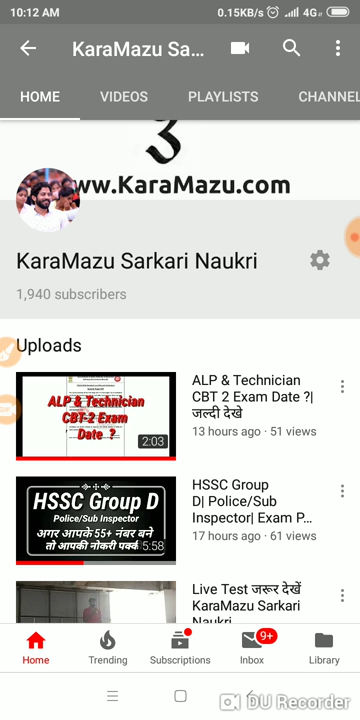 10:12 AM
0.15KB/s
4G
KaraMazu Sa...
HOME VIDEOS PLAYLISTS CHANNEL
3
ww.KaraMazu.com
KaraMazu Sarkari Naukri
1,940 subscribers
Uploads
ALP & Technician
CBT-2 Exam
Date ?
2:03
ALP & Technician
CBT 2 Exam Date ?|
जल्दी देखे
13 hours ago · 51 views
HSSC Group D
Police/Sub Inspector
अगर आपके 55+ नंबर बने
तो आपकी नोकरी पक्की
5:58
HSSC Group
D| Police/Sub
Inspector| Exam P...
17 hours ago · 61 views
Live Test जरूर देखें
KaraMazu Sarkari
Naukri
9+
Home Trending Subscriptions Inbox Library
DU Recorder